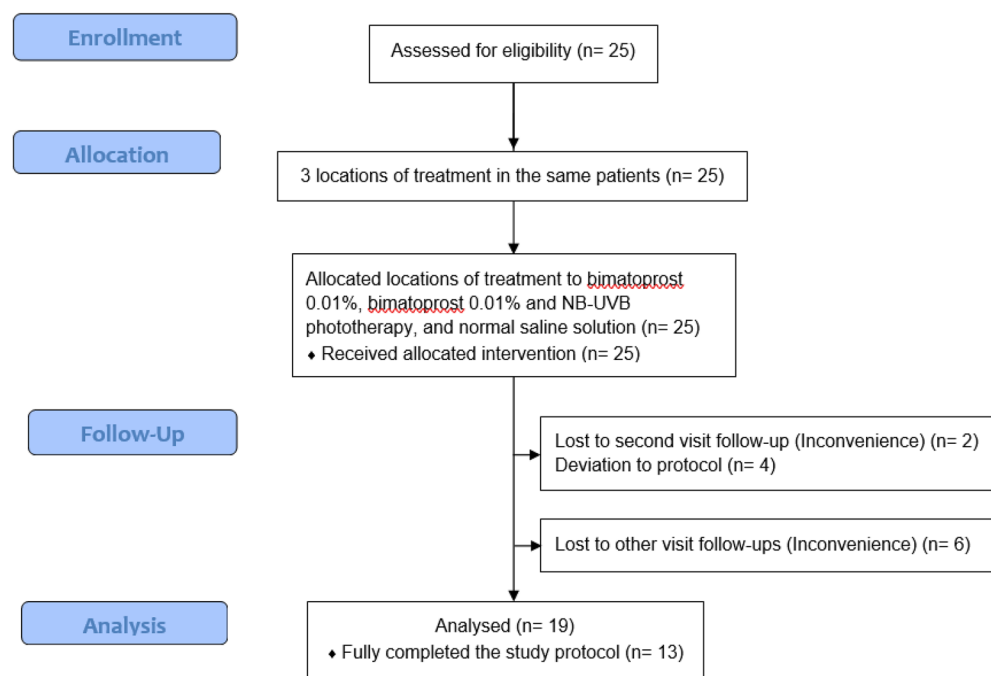 Enrollment
Assessed for eligibility (n= 25)
Allocation
3 locations of treatment in the same patients (n= 25)
Allocated locations of treatment to bimatoprost
0.01%, bimatoprost 0.01% and NB-UVB
phototherapy, and normal saline solution (n= 25)
♦ Received allocated intervention (n= 25)
Follow-Up
Lost to second visit follow-up (Inconvenience) (n= 2)
Deviation to protocol (n= 4)
Lost to other visit follow-ups (Inconvenience) (n= 6)
Analysis
Analysed (n= 19)
♦ Fully completed the study protocol (n= 13)